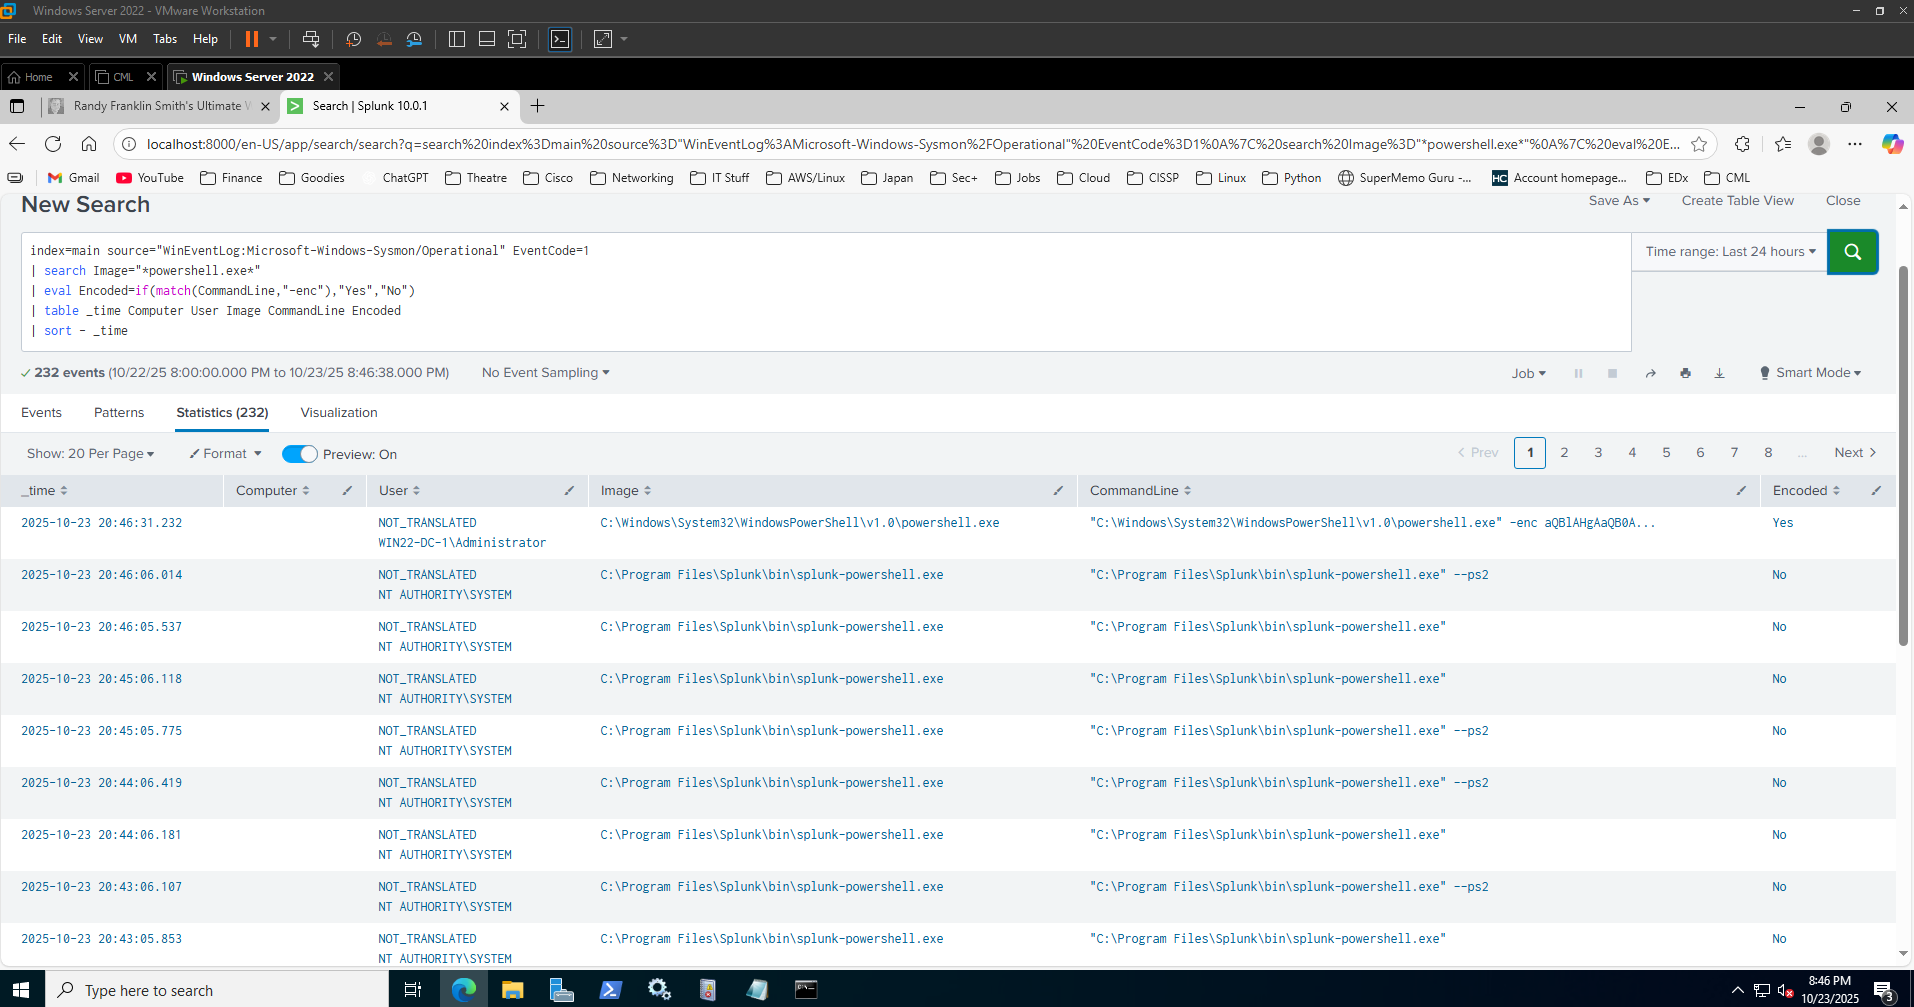 Windows Server 2022 - VMware Workstation
File Edit View VM Tabs Help
Home CML Windows Server 2022
Randy Franklin Smith's Ultimate W Search | Splunk 10.0.1
localhost:8000/en-US/app/search/search?q=search%20index%3Dmain%20source%3D"WinEventLog%3AMicrosoft-Windows-Sysmon%2FOperational"%20EventCode%3D1%0A%7C%20search%20Image%3D"*powershell.exe*"%0A%7C%20eval%20E...
Gmail YouTube Finance Goodies ChatGPT Theatre Cisco Networking IT Stuff AWS/Linux Japan Sec+ Jobs Cloud CISSP Linux Python SuperMemo Guru -... HC Account homepage... EDx CML
New Search Save As Create Table View Close
index=main source="WinEventLog:Microsoft-Windows-Sysmon/Operational" EventCode=1
| search Image="*powershell.exe*"
| eval Encoded=if(match(CommandLine,"-enc"),"Yes","No")
| table _time Computer User Image CommandLine Encoded
| sort - _time
Time range: Last 24 hours
232 events (10/22/25 8:00:00.000 PM to 10/23/25 8:46:38.000 PM) No Event Sampling Job Smart Mode
Events Patterns Statistics (232) Visualization
Show: 20 Per Page Format Preview: On < Prev 1 2 3 4 5 6 7 8 ... Next >
_time Computer User Image CommandLine Encoded
2025-10-23 20:46:31.232 NOT_TRANSLATED C:\Windows\System32\WindowsPowerShell\v1.0\powershell.exe "C:\Windows\System32\WindowsPowerShell\v1.0\powershell.exe" -enc aQBlAHgAaQB0A... Yes
WIN22-DC-1\Administrator
2025-10-23 20:46:06.014 NOT_TRANSLATED C:\Program Files\Splunk\bin\splunk-powershell.exe "C:\Program Files\Splunk\bin\splunk-powershell.exe" --ps2 No
NT AUTHORITY\SYSTEM
2025-10-23 20:46:05.537 NOT_TRANSLATED C:\Program Files\Splunk\bin\splunk-powershell.exe "C:\Program Files\Splunk\bin\splunk-powershell.exe" No
NT AUTHORITY\SYSTEM
2025-10-23 20:45:06.118 NOT_TRANSLATED C:\Program Files\Splunk\bin\splunk-powershell.exe "C:\Program Files\Splunk\bin\splunk-powershell.exe" No
NT AUTHORITY\SYSTEM
2025-10-23 20:45:05.775 NOT_TRANSLATED C:\Program Files\Splunk\bin\splunk-powershell.exe "C:\Program Files\Splunk\bin\splunk-powershell.exe" --ps2 No
NT AUTHORITY\SYSTEM
2025-10-23 20:44:06.419 NOT_TRANSLATED C:\Program Files\Splunk\bin\splunk-powershell.exe "C:\Program Files\Splunk\bin\splunk-powershell.exe" --ps2 No
NT AUTHORITY\SYSTEM
2025-10-23 20:44:06.181 NOT_TRANSLATED C:\Program Files\Splunk\bin\splunk-powershell.exe "C:\Program Files\Splunk\bin\splunk-powershell.exe" No
NT AUTHORITY\SYSTEM
2025-10-23 20:43:06.107 NOT_TRANSLATED C:\Program Files\Splunk\bin\splunk-powershell.exe "C:\Program Files\Splunk\bin\splunk-powershell.exe" --ps2 No
NT AUTHORITY\SYSTEM
2025-10-23 20:43:05.853 NOT_TRANSLATED C:\Program Files\Splunk\bin\splunk-powershell.exe "C:\Program Files\Splunk\bin\splunk-powershell.exe" No
NT AUTHORITY\SYSTEM
Type here to search 8:46 PM
10/23/2025 3